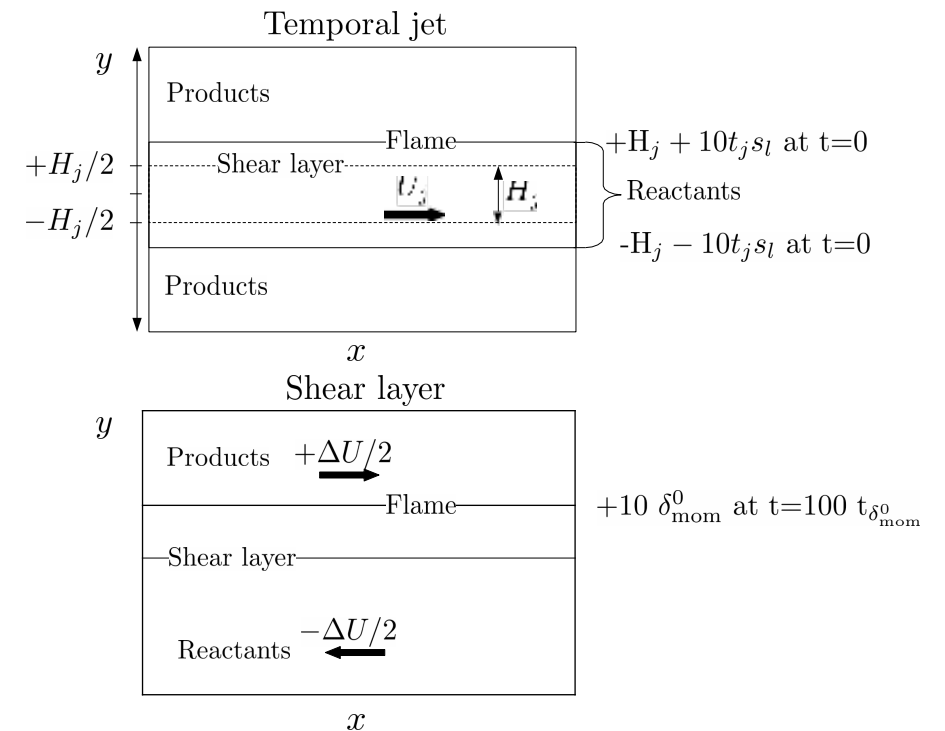 Temporal jet
y
Products
Flame
+H_j + 10t_j s_l at t=0
+H_j/2
Shear layer
U_j
H_j
Reactants
−H_j/2
-H_j − 10t_j s_l at t=0
Products
x
Shear layer
y
Products
+ΔU/2
Flame
+10 δ^0_mom at t=100 t_δ^0_mom
Shear layer
−ΔU/2
Reactants
x